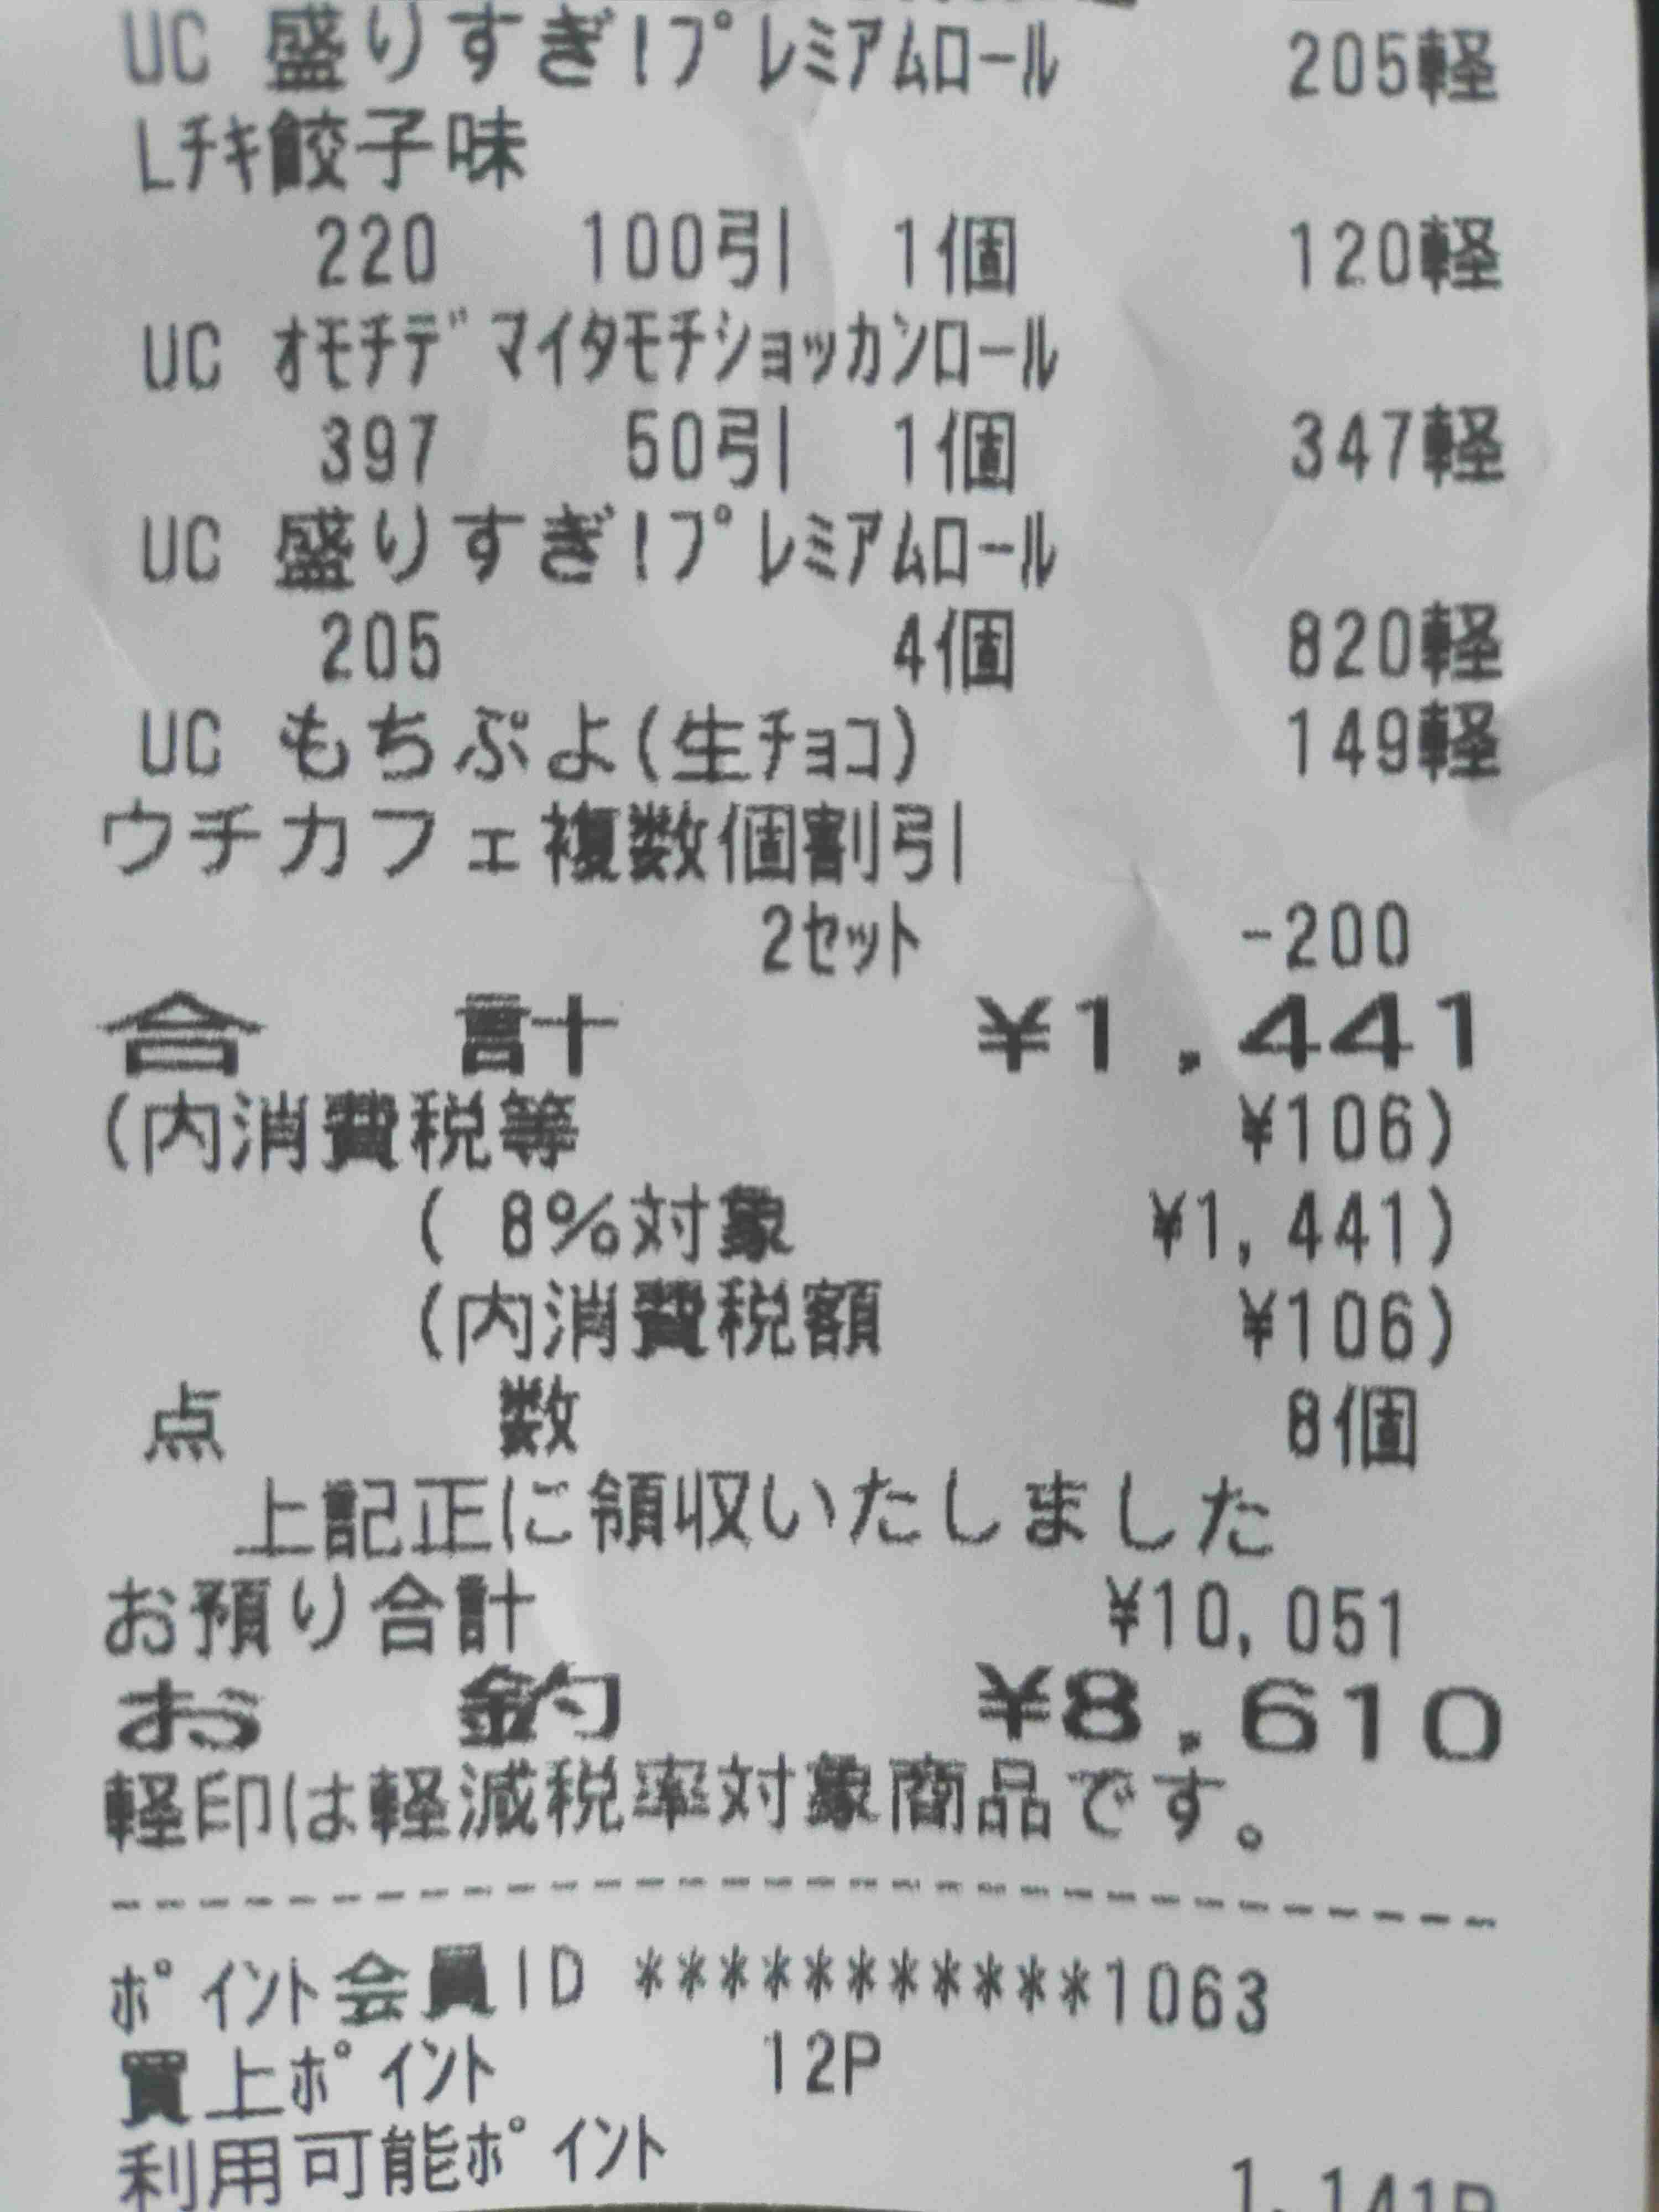 UC 盛りすぎ!プレミアムロール 205軽
Lチキ餃子味
220 100引 1個 120軽
UC オモチデマイタモチショッカンロール
397 50引 1個 347軽
UC 盛りすぎ!プレミアムロール
205 4個 820軽
UC もちぷよ(生チョコ) 149軽
ウチカフェ複数個割引
2セット -200
合計 ¥1,441
(内消費税等 ¥106)
( 8%対象 ¥1,441)
(内消費税額 ¥106)
点数 8個
上記正に領収いたしました
お預り合計 ¥10,051
お釣 ¥8,610
軽印は軽減税率対象商品です。
ポイント会員ID ***********1063
買上ポイント 12P
利用可能ポイント 1,141P